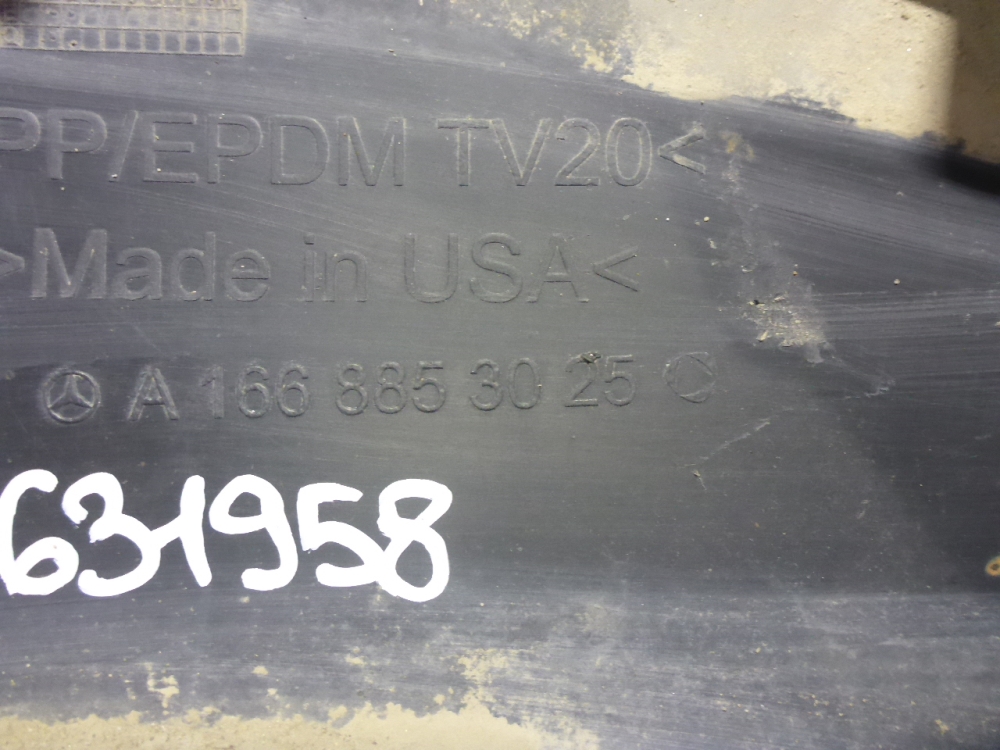 PP/EPDM TV20<
>Made in USA<
A 166 885 30 25
631958